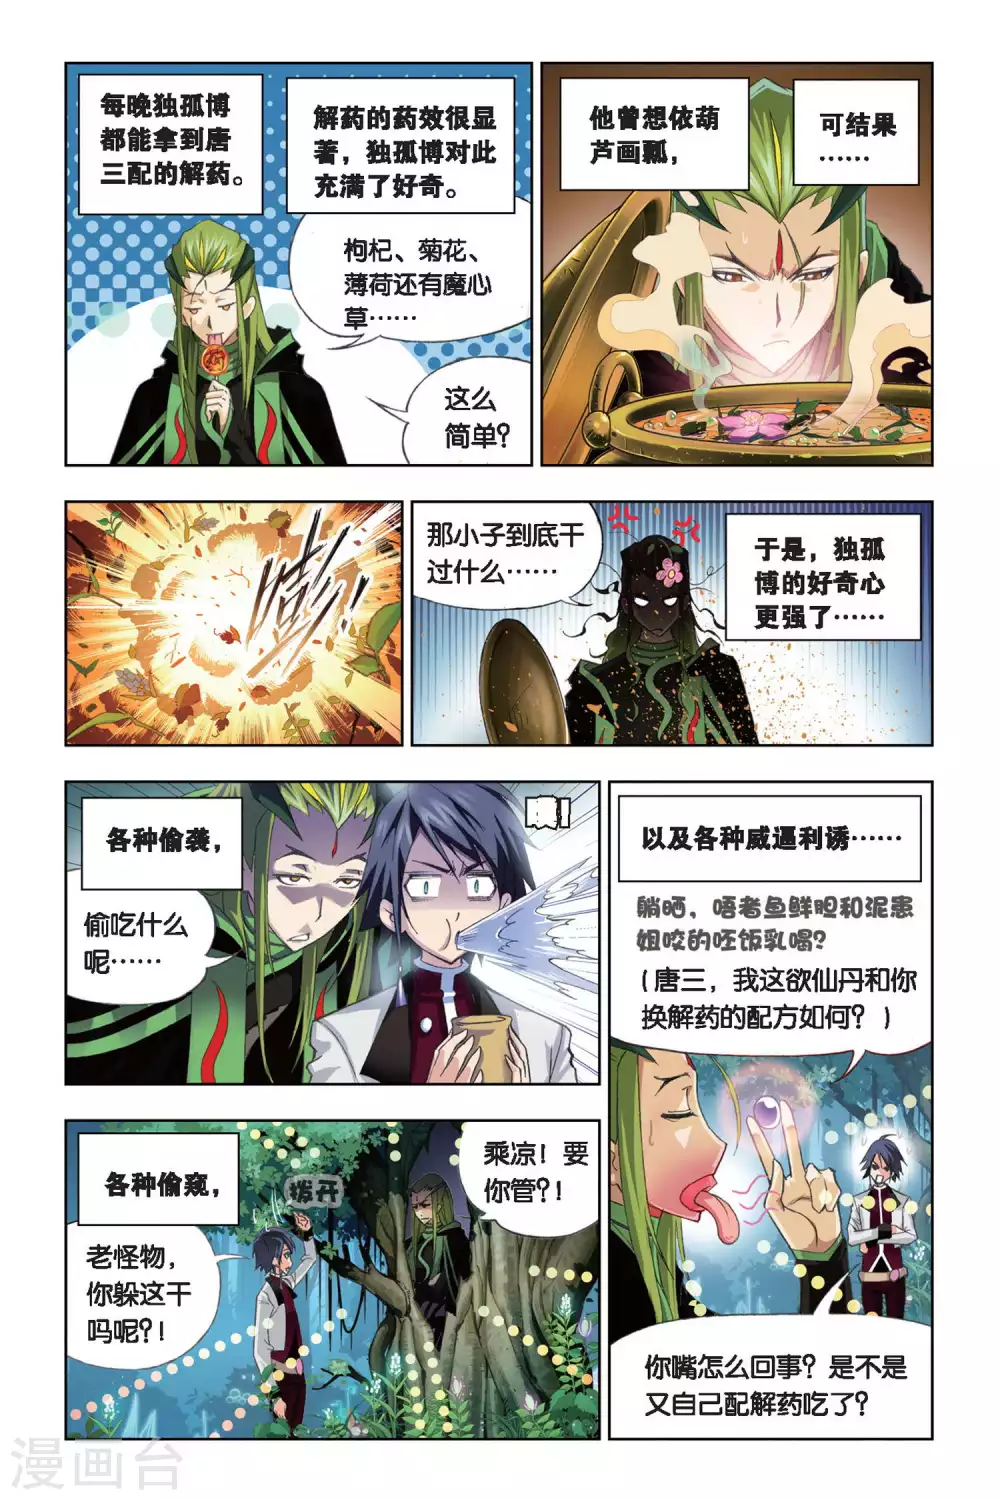 每晚独孤博
都能拿到唐
三配的解药。
解药的药效很显
著，独孤博对此
充满了好奇。
枸杞、菊花、
薄荷还有魔心
草……
这么
简单？
他曾想依葫
芦画瓢，
可结果
……
那小子到底干
过什么……
于是，独孤
博的好奇心
更强了……
各种偷袭，
偷吃什么
呢……
以及各种威逼利诱……
躺晒，唔者鱼鲜胆和泥患
姐咬的呸饭乳喝？
（唐三，我这欲仙丹和你
换解药的配方如何？）
各种偷窥，
拨开
乘凉！要
你管？！
老怪物，
你躲这干
吗呢？！
你嘴怎么回事？是不是
又自己配解药吃了？
漫画台